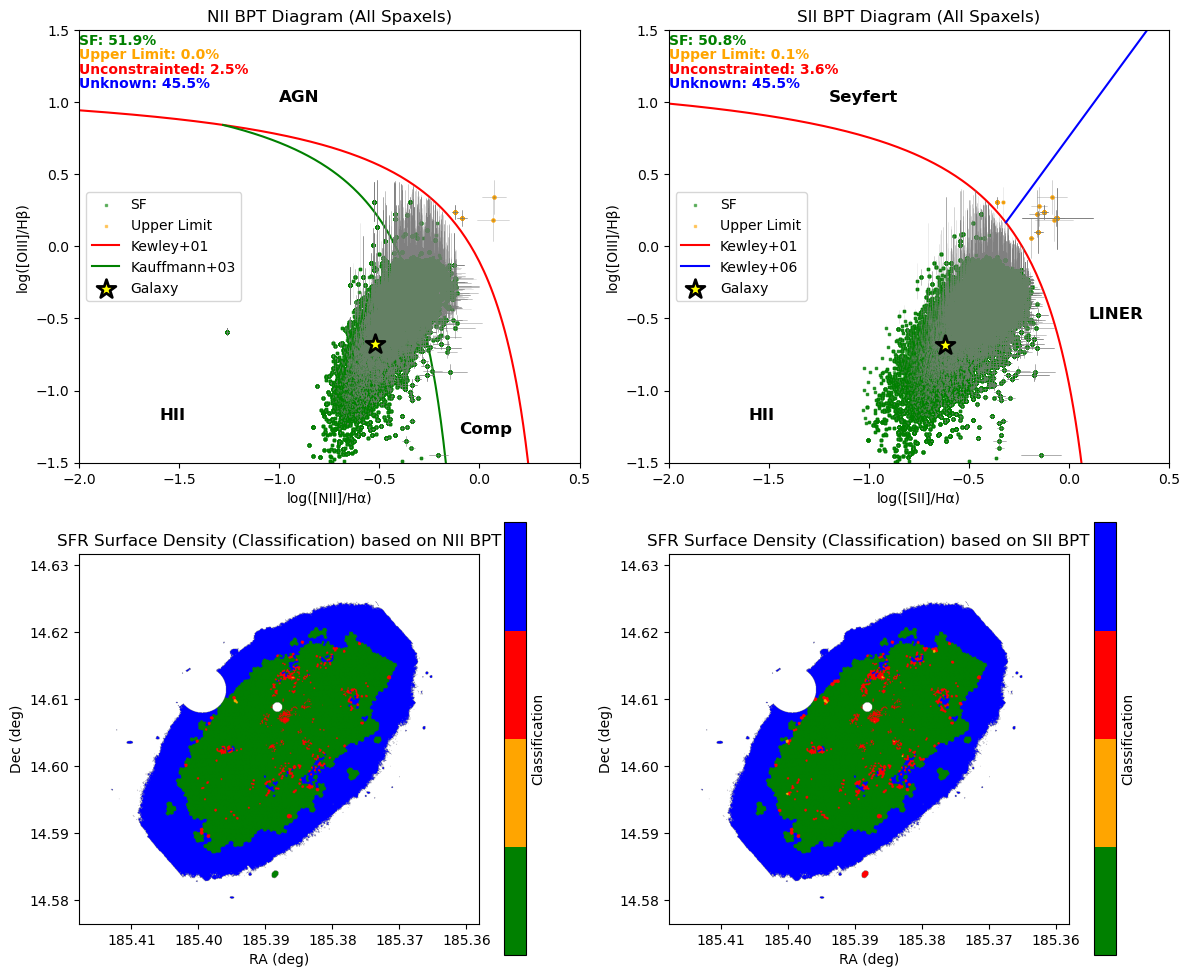 NII BPT Diagram (All Spaxels)
SF: 51.9%
Upper Limit: 0.0%
Unconstrainted: 2.5%
Unknown: 45.5%
AGN
HII
Comp
SF
Upper Limit
Kewley+01
Kauffmann+03
Galaxy
log([OIII]/Hβ)
1.5
1.0
0.5
0.0
−0.5
−1.0
−1.5
−2.0 −1.5 −1.0 −0.5 0.0 0.5
log([NII]/Hα)
SII BPT Diagram (All Spaxels)
SF: 50.8%
Upper Limit: 0.1%
Unconstrainted: 3.6%
Unknown: 45.5%
Seyfert
LINER
HII
SF
Upper Limit
Kewley+01
Kewley+06
Galaxy
log([OIII]/Hβ)
1.5
1.0
0.5
0.0
−0.5
−1.0
−1.5
−2.0 −1.5 −1.0 −0.5 0.0 0.5
log([SII]/Hα)
SFR Surface Density (Classification) based on NII BPT
Dec (deg)
14.63
14.62
14.61
14.60
14.59
14.58
185.41 185.40 185.39 185.38 185.37 185.36
RA (deg)
Classification
SFR Surface Density (Classification) based on SII BPT
Dec (deg)
14.63
14.62
14.61
14.60
14.59
14.58
185.41 185.40 185.39 185.38 185.37 185.36
RA (deg)
Classification